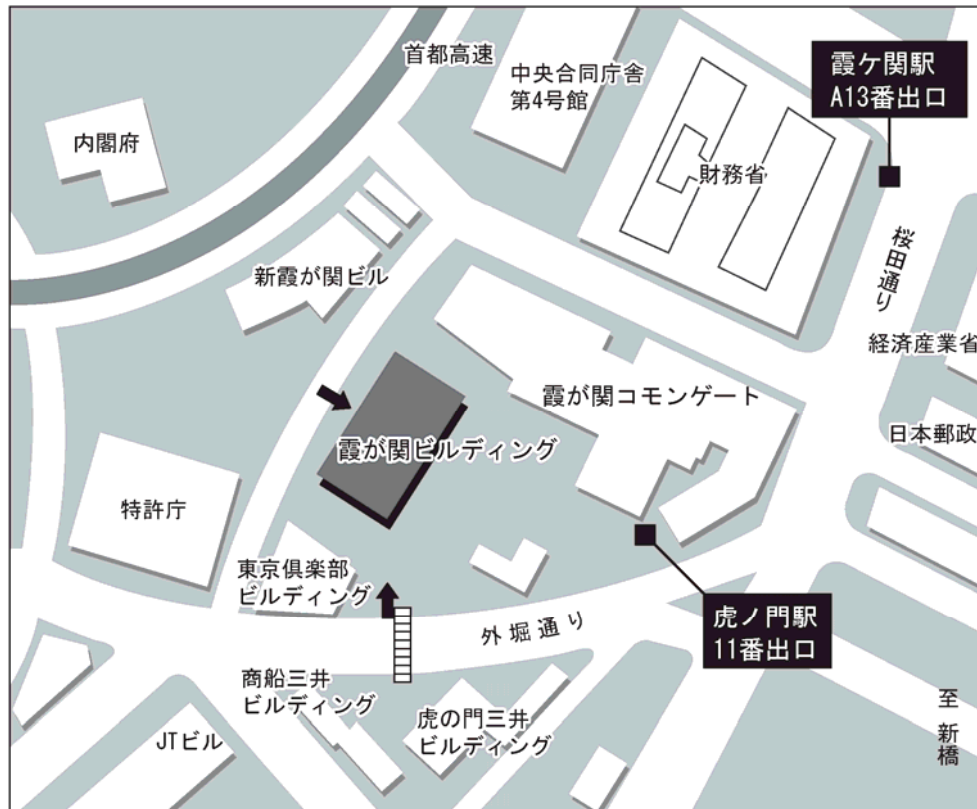 首都高速
中央合同庁舎
第4号館
霞ケ関駅
A13番出口
内閣府
財務省
桜田通り
新霞が関ビル
経済産業省
霞が関コモンゲート
日本郵政
霞が関ビルディング
特許庁
東京倶楽部
ビルディング
外堀通り
虎ノ門駅
11番出口
商船三井
ビルディング
虎の門三井
ビルディング
JTビル
至 新橋